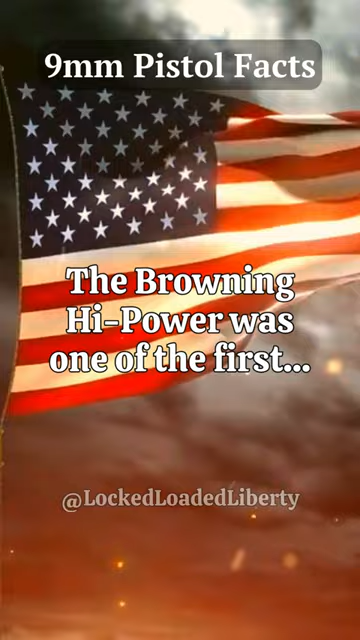 9mm Pistol Facts
The Browning
Hi-Power was
one of the first...
@LockedLoadedLiberty